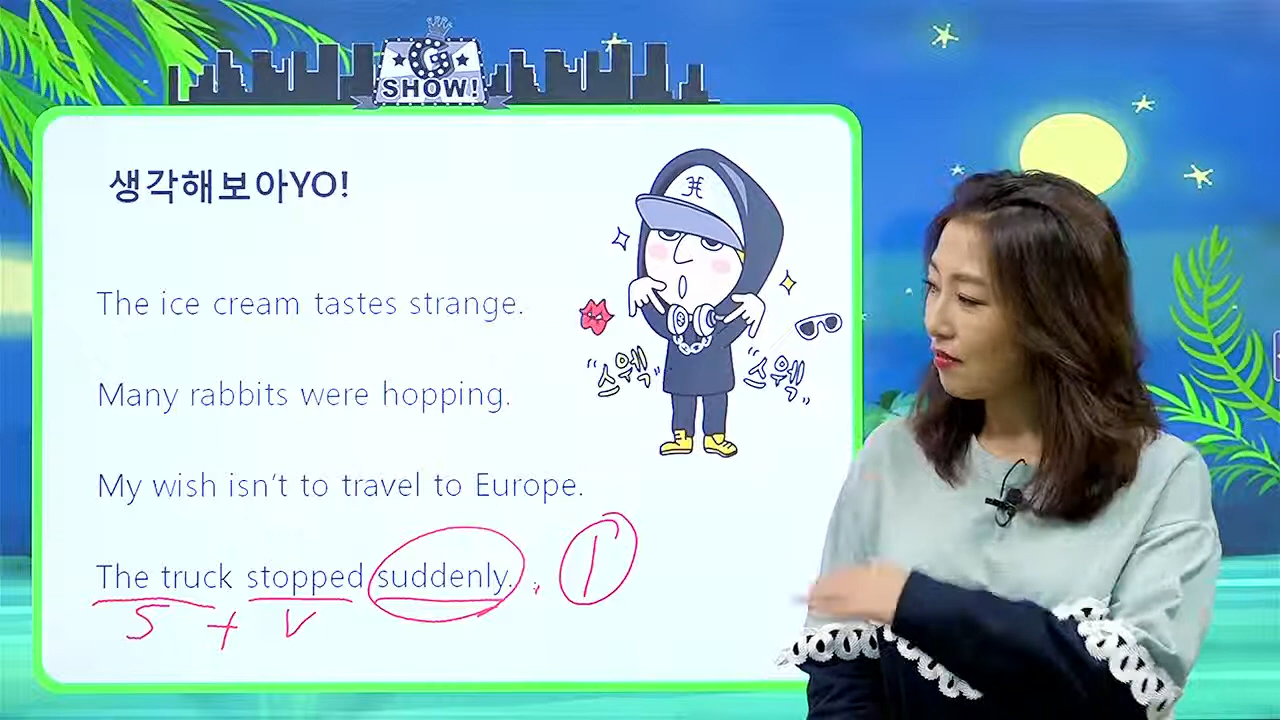 G
SHOW!
생각해보아YO!
The ice cream tastes strange.
Many rabbits were hopping.
"스웩" "스웩"
My wish isn't to travel to Europe.
The truck stopped suddenly. 1
S + V